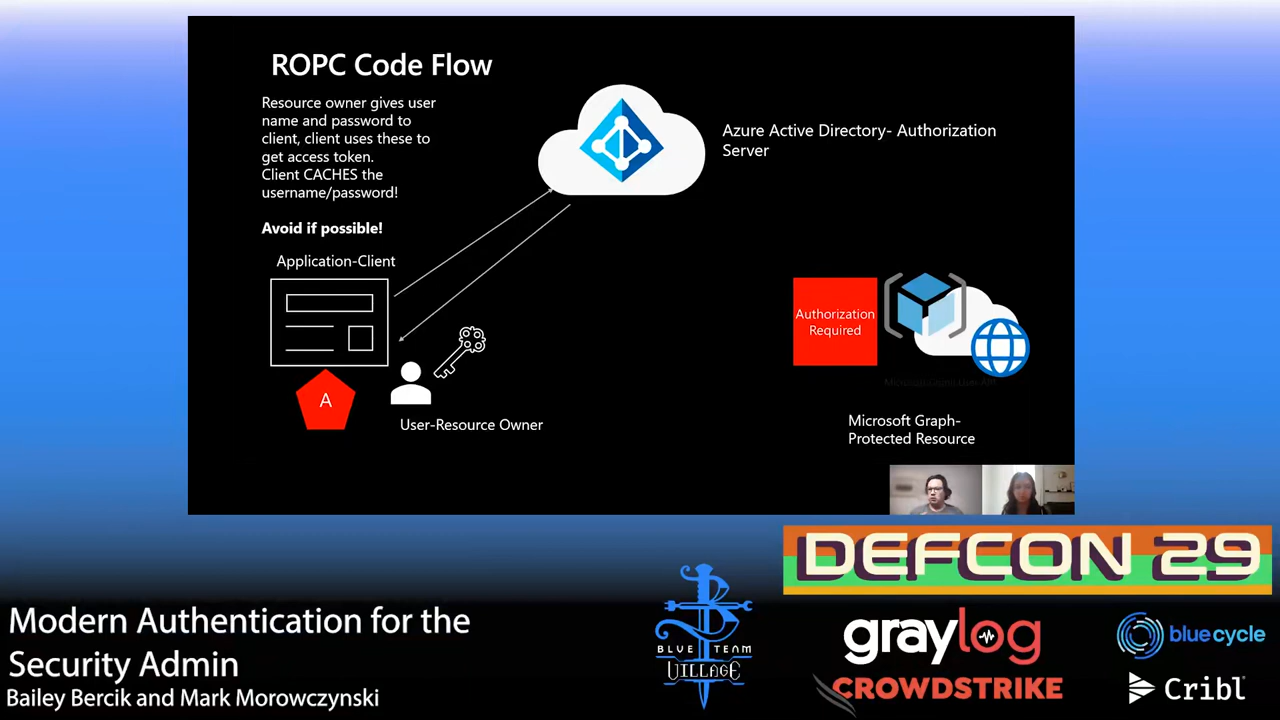 ROPC Code Flow
Resource owner gives user
name and password to
client, client uses these to
get access token.
Client CACHES the
username/password!
Avoid if possible!
Azure Active Directory- Authorization
Server
Application-Client
A
User-Resource Owner
Authorization
Required
Microsoft Graph-
Protected Resource
DEFCON 29
Modern Authentication for the
Security Admin
Bailey Bercik and Mark Morowczynski
BLUE TEAM
VILLAGE
graylog
CROWDSTRIKE
bluecycle
Cribl